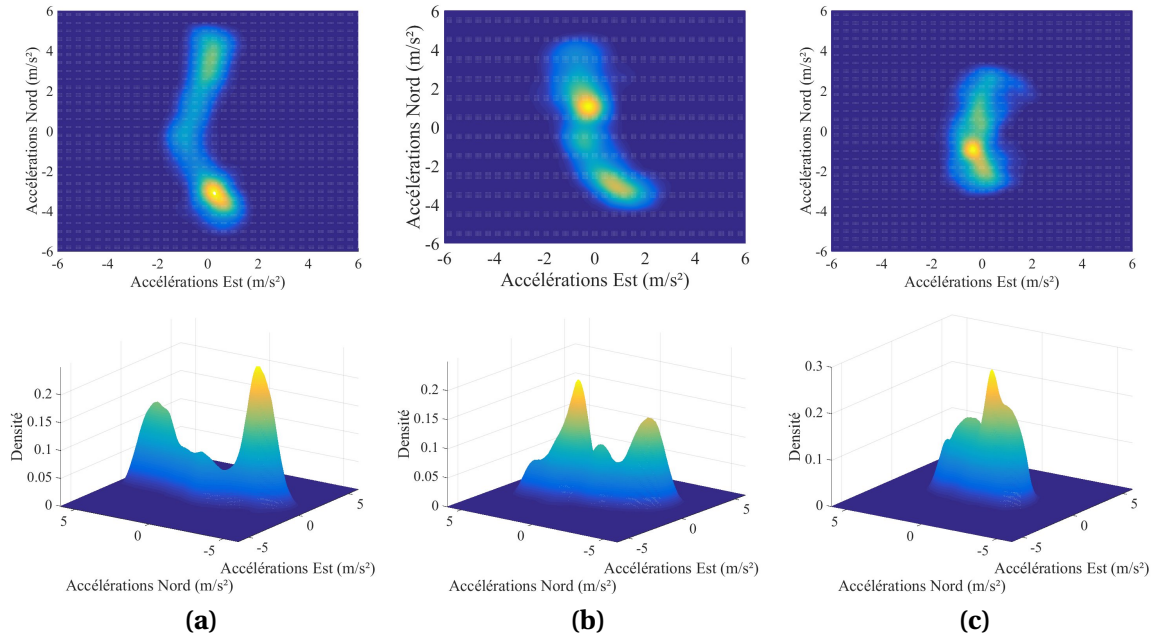 6
4
2
0
-2
-4
-6
-6 -4 -2 0 2 4 6
Accélérations Nord (m/s²)
Accélérations Est (m/s²)
6
4
2
0
-2
-4
-6
-6 -4 -2 0 2 4 6
Accélérations Nord (m/s²)
Accélérations Est (m/s²)
6
4
2
0
-2
-4
-6
-6 -4 -2 0 2 4 6
Accélérations Nord (m/s²)
Accélérations Est (m/s²)
0.2
0.15
0.1
0.05
0
Densité
5 0 -5
-5 0 5
Accélérations Est (m/s²)
Accélérations Nord (m/s²)
0.2
0.15
0.1
0.05
0
Densité
5 0 -5
-5 0 5
Accélérations Est (m/s²)
Accélérations Nord (m/s²)
0.3
0.2
0.1
0
Densité
5 0 -5
-5 0 5
Accélérations Est (m/s²)
Accélérations Nord (m/s²)
(a) (b) (c)